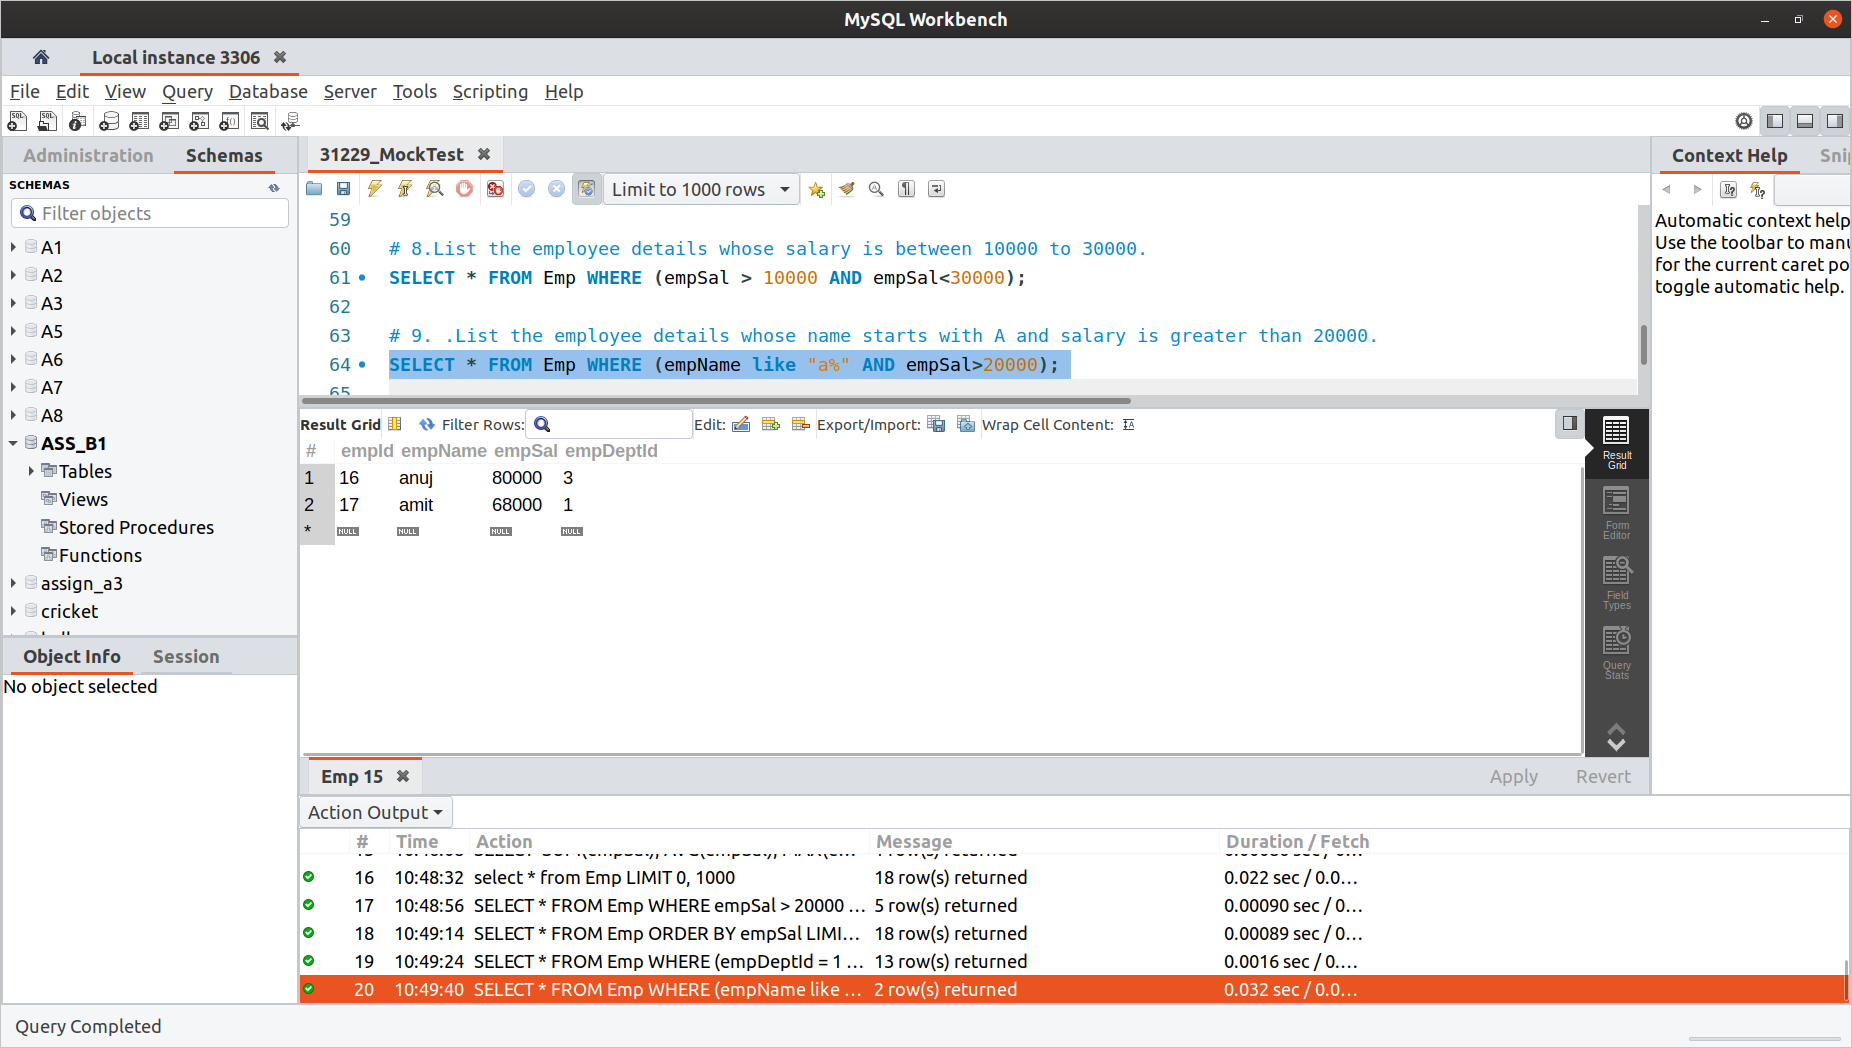 MySQL Workbench
Local instance 3306
File Edit View Query Database Server Tools Scripting Help
Administration Schemas
31229_MockTest
Context Help
SCHEMAS
Filter objects
Limit to 1000 rows
A1
A2
A3
A5
A6
A7
A8
ASS_B1
Tables
Views
Stored Procedures
Functions
assign_a3
cricket
59
60 # 8.List the employee details whose salary is between 10000 to 30000.
61 SELECT * FROM Emp WHERE (empSal > 10000 AND empSal<30000);
62
63 # 9. .List the employee details whose name starts with A and salary is greater than 20000.
64 SELECT * FROM Emp WHERE (empName like "a%" AND empSal>20000);
65
Automatic context help
Use the toolbar to manu
for the current caret po
toggle automatic help.
Result Grid Filter Rows: Edit: Export/Import: Wrap Cell Content:
# empId empName empSal empDeptId
1 16 anuj 80000 3
2 17 amit 68000 1
* NULL NULL NULL NULL
Result
Grid
Form
Editor
Field
Types
Query
Stats
Object Info Session
No object selected
Emp 15
Apply Revert
Action Output
# Time Action Message Duration / Fetch
16 10:48:32 select * from Emp LIMIT 0, 1000 18 row(s) returned 0.022 sec / 0.0...
17 10:48:56 SELECT * FROM Emp WHERE empSal > 20000 ... 5 row(s) returned 0.00090 sec / 0...
18 10:49:14 SELECT * FROM Emp ORDER BY empSal LIMI... 18 row(s) returned 0.00089 sec / 0...
19 10:49:24 SELECT * FROM Emp WHERE (empDeptId = 1 ... 13 row(s) returned 0.0016 sec / 0....
20 10:49:40 SELECT * FROM Emp WHERE (empName like ... 2 row(s) returned 0.032 sec / 0.0...
Query Completed